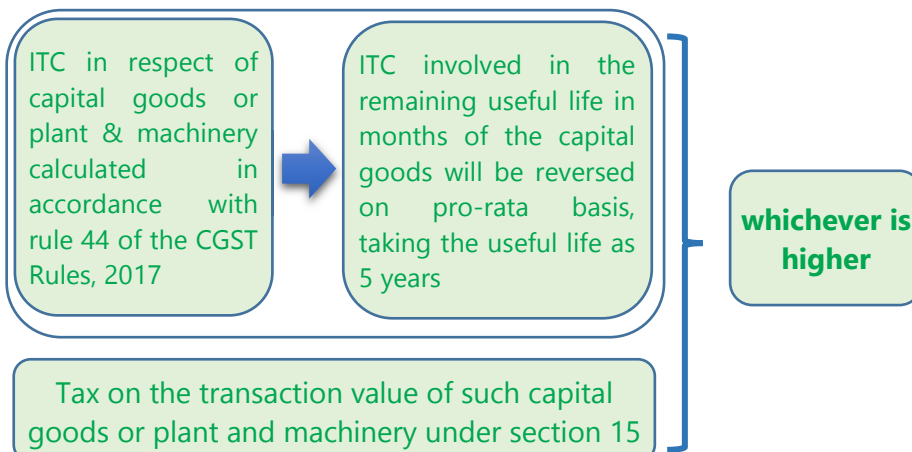 ITC in respect of
capital goods or
plant & machinery
calculated in
accordance with
rule 44 of the CGST
Rules, 2017
ITC involved in the
remaining useful life in
months of the capital
goods will be reversed
on pro-rata basis,
taking the useful life as
5 years
whichever is
higher
Tax on the transaction value of such capital
goods or plant and machinery under section 15